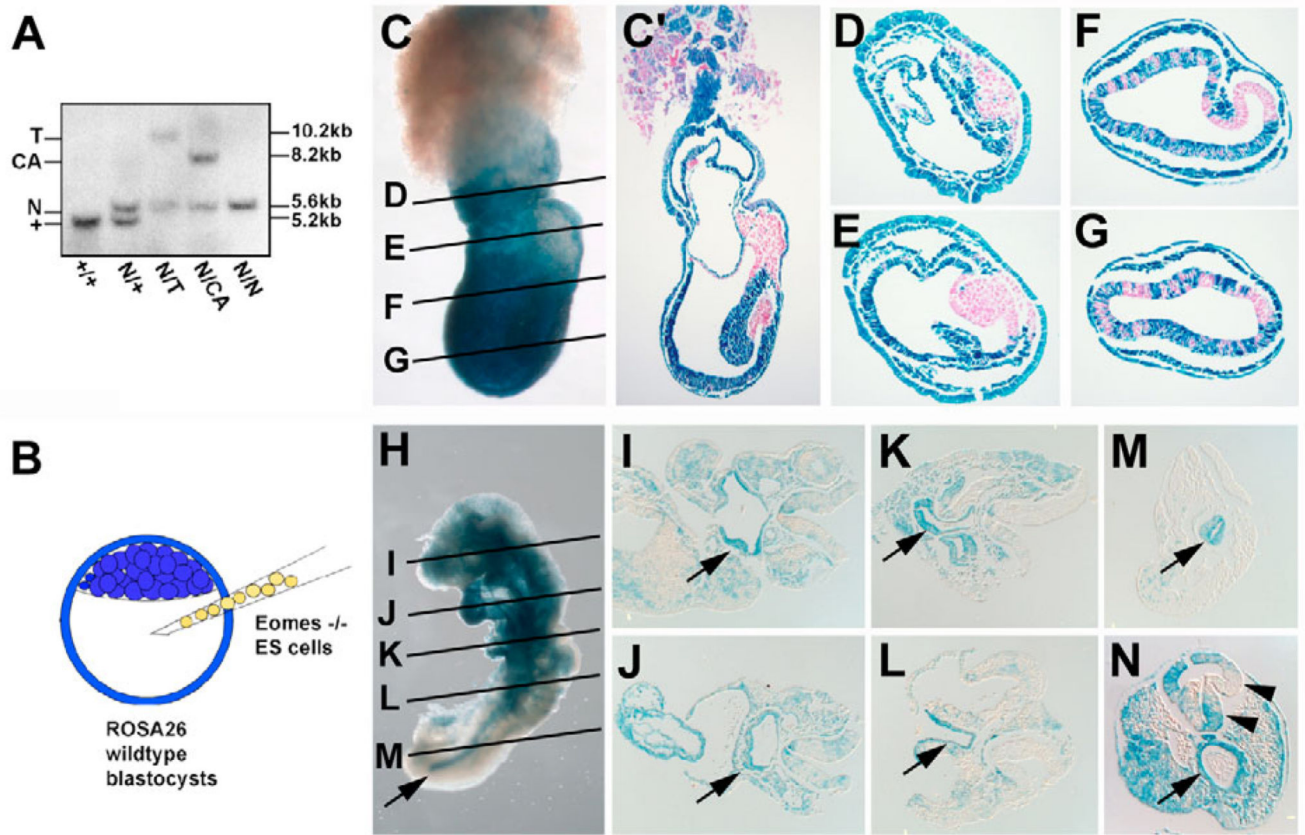 A
T
CA
N
+
10.2kb
8.2kb
5.6kb
5.2kb
+/+
N/+
N/T
N/CA
N/N
B
Eomes -/-
ES cells
ROSA26
wildtype
blastocysts
C
D
E
F
G
C'
D
E
F
G
H
I
J
K
L
M
I
J
K
L
M
N